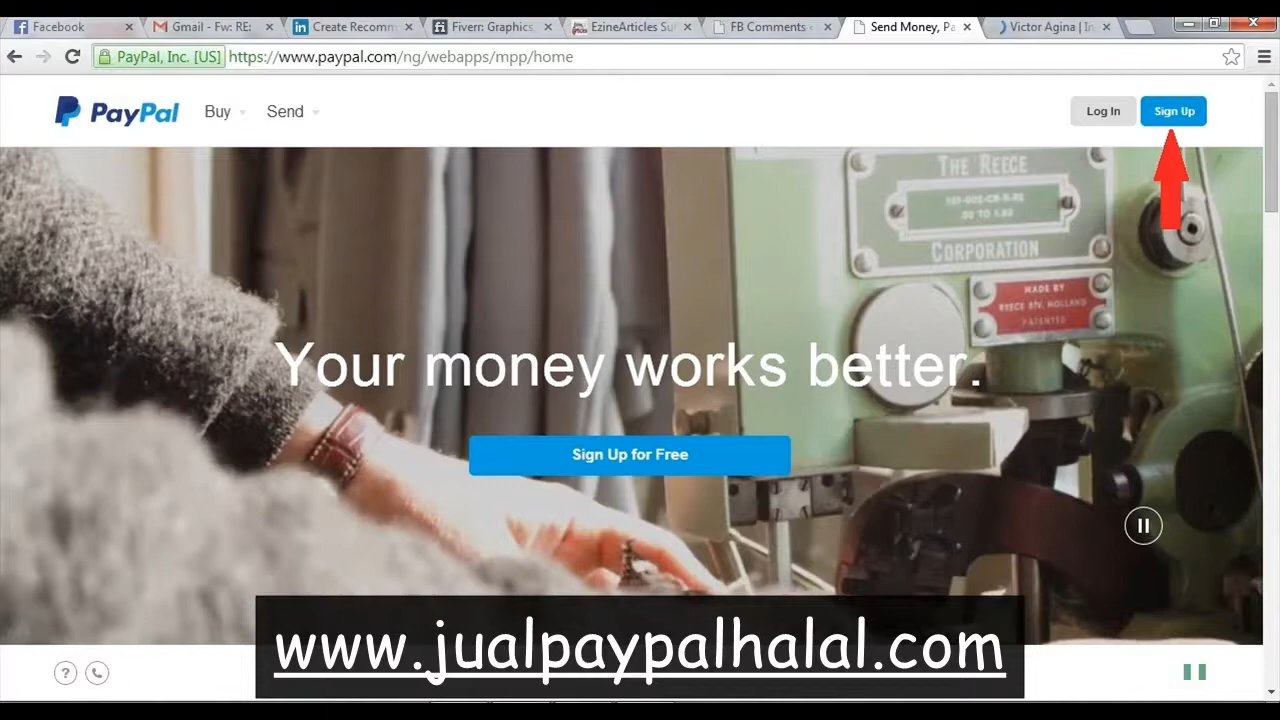 Facebook
Gmail - Fw: RE:
Create Recomm
Fiverr: Graphics,
EzineArticles Su
FB Comments
Send Money, Pa
Victor Agina | In
PayPal, Inc. [US]
https://www.paypal.com/ng/webapps/mpp/home
PayPal
Buy
Send
Log In
Sign Up
THE REECE
CORPORATION
MADE BY
REECE B.V. HOLLAND
PATENTED
Your money works better.
Sign Up for Free
www.jualpaypalhalal.com